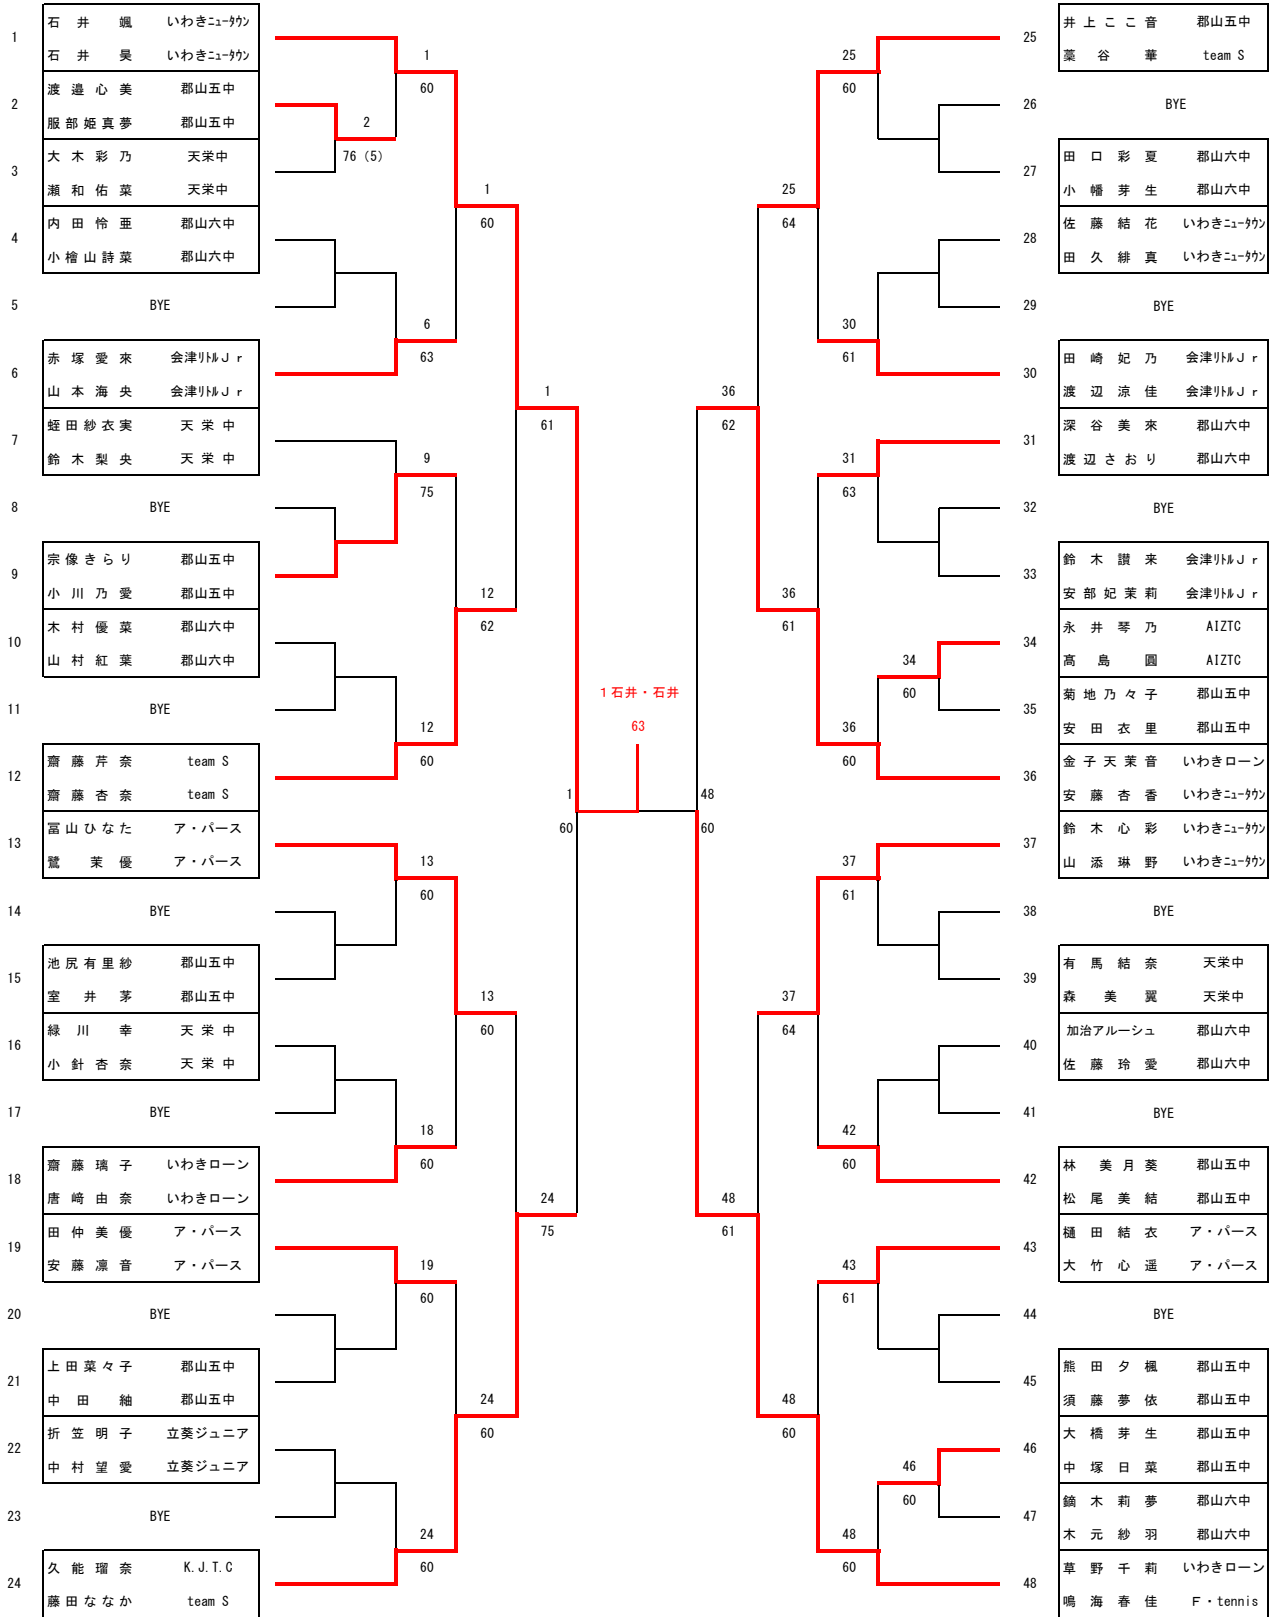 1 石井颯 いわきﾆｭｰﾀｳﾝ
石井昊 いわきﾆｭｰﾀｳﾝ
2 渡邉心美 郡山五中
服部姫真夢 郡山五中
3 大木彩乃 天栄中
瀬和佑菜 天栄中
4 内田怜亜 郡山六中
小檜山詩菜 郡山六中
5 BYE
6 赤塚愛來 会津ﾘﾄﾙＪｒ
山本海央 会津ﾘﾄﾙＪｒ
7 蛭田紗衣実 天栄中
鈴木梨央 天栄中
8 BYE
9 宗像きらり 郡山五中
小川乃愛 郡山五中
10 木村優菜 郡山六中
山村紅葉 郡山六中
11 BYE
12 齋藤芹奈 team S
齋藤杏奈 team S
13 冨山ひなた ア・パース
鷺茉優 ア・パース
14 BYE
15 池尻有里紗 郡山五中
室井茅 郡山五中
16 緑川幸 天栄中
小針杏奈 天栄中
17 BYE
18 齋藤璃子 いわきローン
唐﨑由奈 いわきローン
19 田仲美優 ア・パース
安藤凛音 ア・パース
20 BYE
21 上田菜々子 郡山五中
中田紬 郡山五中
22 折笠明子 立葵ジュニア
中村望愛 立葵ジュニア
23 BYE
24 久能瑠奈 K.J.T.C
藤田ななか team S
1
60
2
76（5）
6
63
9
75
12
60
13
60
18
60
19
60
24
60
1
60
12
62
13
60
24
60
1
61
24
75
1
60
1石井・石井
63
48
60
36
62
48
61
25
64
36
61
37
64
48
60
25
60
30
61
31
63
34
60
36
60
37
61
42
60
43
61
46
60
48
60
25 井上ここ音 郡山五中
藁谷華 team S
26 BYE
27 田口彩夏 郡山六中
小幡芽生 郡山六中
28 佐藤結花 いわきﾆｭｰﾀｳﾝ
田久緋真 いわきﾆｭｰﾀｳﾝ
29 BYE
30 田崎妃乃 会津ﾘﾄﾙＪｒ
渡辺涼佳 会津ﾘﾄﾙＪｒ
31 深谷美來 郡山六中
渡辺さおり 郡山六中
32 BYE
33 鈴木讃来 会津ﾘﾄﾙＪｒ
安部妃茉莉 会津ﾘﾄﾙＪｒ
34 永井琴乃 AIZTC
髙島圓 AIZTC
35 菊地乃々子 郡山五中
安田衣里 郡山五中
36 金子天茉音 いわきローン
安藤杏香 いわきﾆｭｰﾀｳﾝ
37 鈴木心彩 いわきﾆｭｰﾀｳﾝ
山添琳野 いわきﾆｭｰﾀｳﾝ
38 BYE
39 有馬結奈 天栄中
森美翼 天栄中
40 加治アルーシュ 郡山六中
佐藤玲愛 郡山六中
41 BYE
42 林美月葵 郡山五中
松尾美結 郡山五中
43 樋田結衣 ア・パース
大竹心遥 ア・パース
44 BYE
45 熊田夕楓 郡山五中
須藤夢依 郡山五中
46 大橋芽生 郡山五中
中塚日菜 郡山五中
47 鏑木莉夢 郡山六中
木元紗羽 郡山六中
48 草野千莉 いわきローン
鳴海春佳 Ｆ・tennis